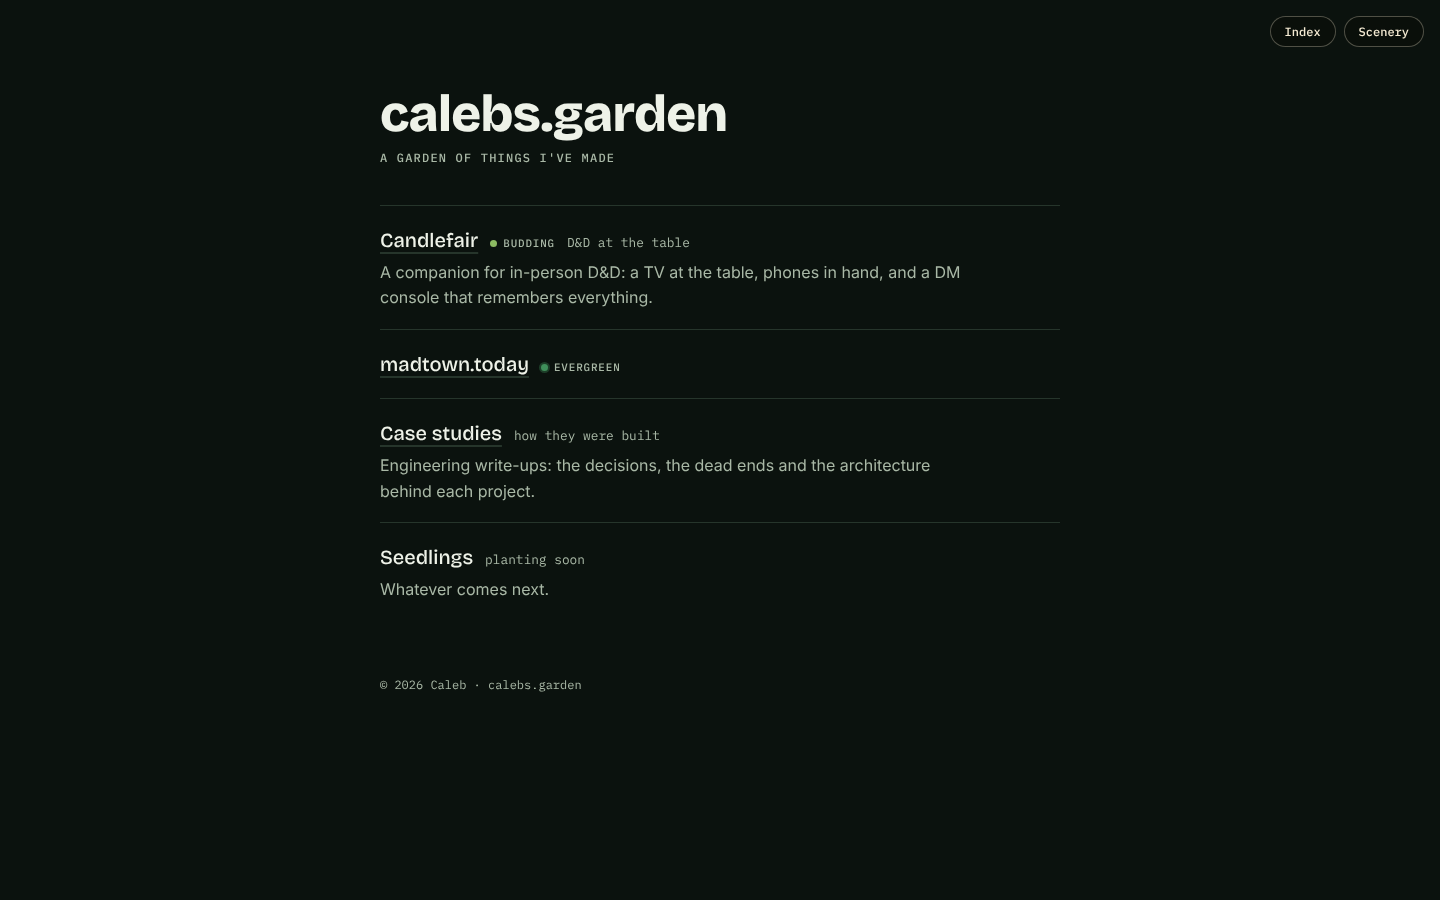 Index Scenery
calebs.garden
A GARDEN OF THINGS I'VE MADE
Candlefair BUDDING D&D at the table
A companion for in-person D&D: a TV at the table, phones in hand, and a DM
console that remembers everything.
madtown.today EVERGREEN
Case studies how they were built
Engineering write-ups: the decisions, the dead ends and the architecture
behind each project.
Seedlings planting soon
Whatever comes next.
© 2026 Caleb · calebs.garden